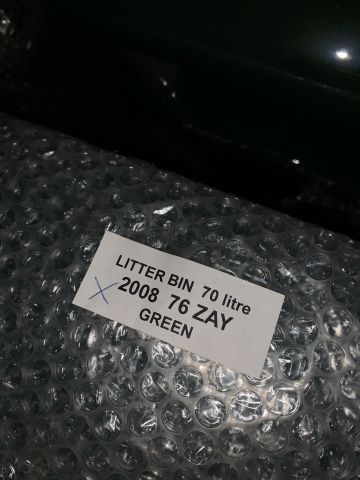 LITTER BIN 70 litre
2008 76 ZAY
GREEN